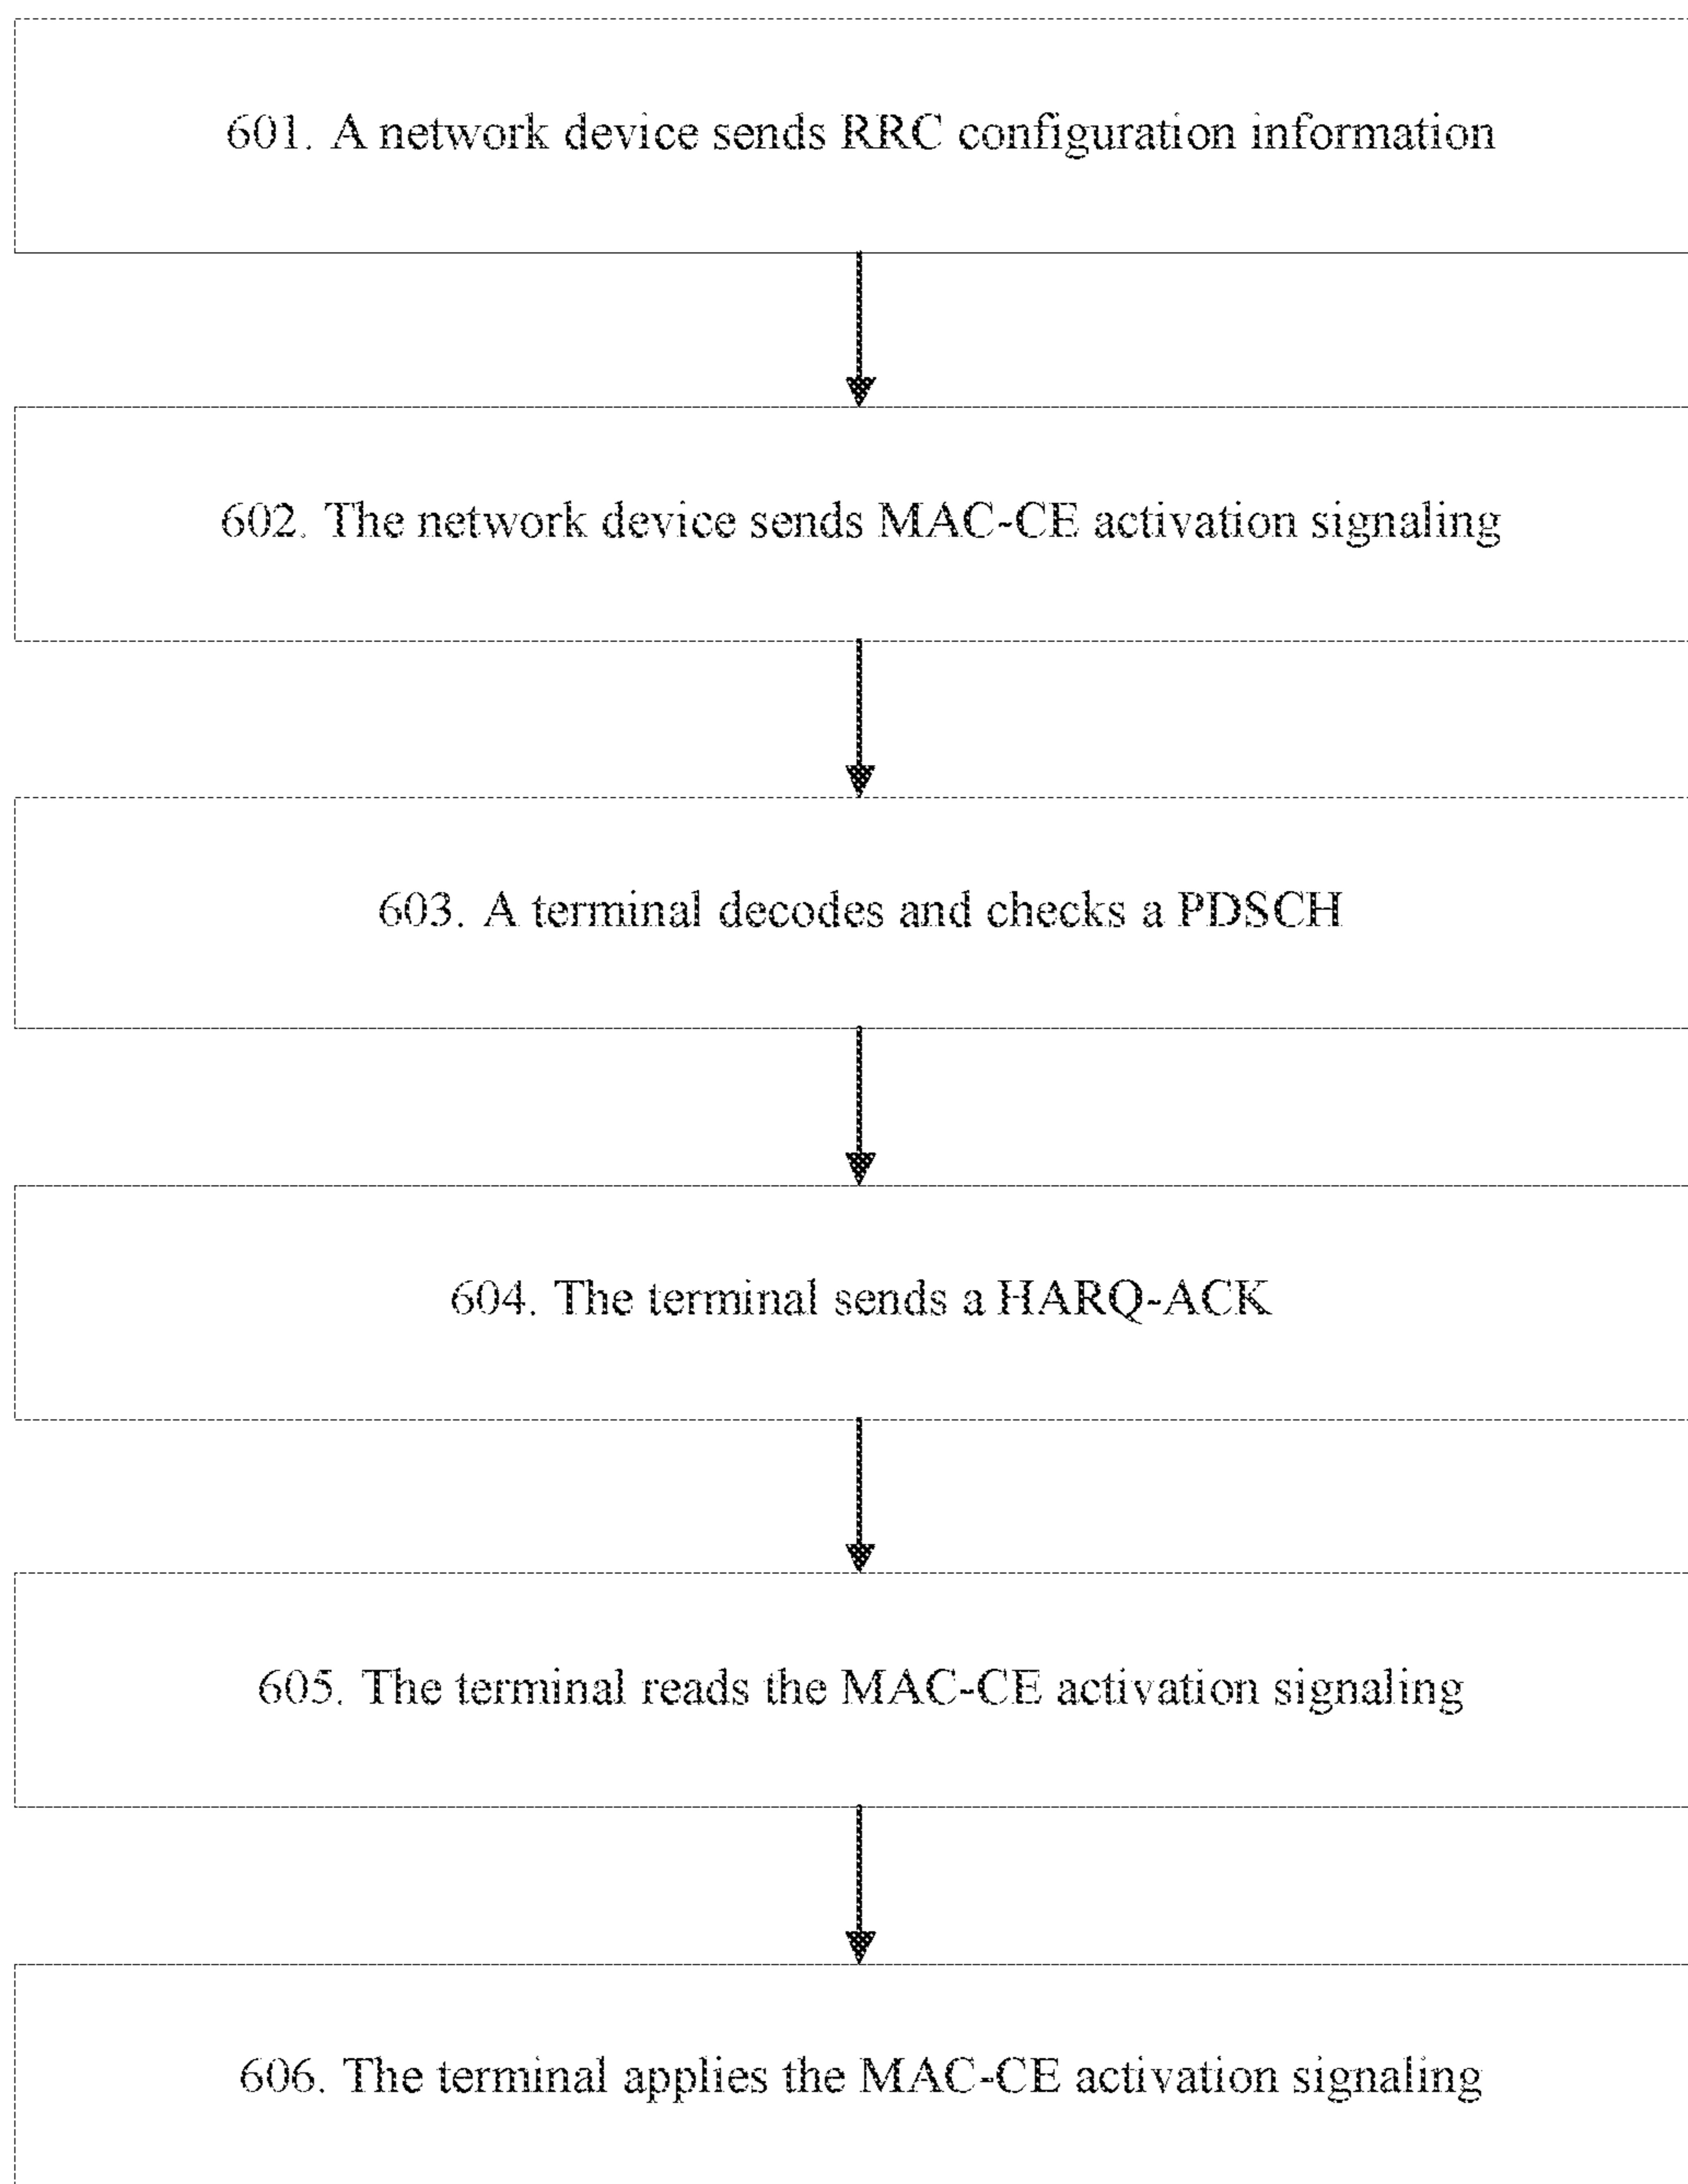 601. A network device sends RRC configuration information
602. The network device sends MAC-CE activation signaling
603. A terminal decodes and checks a PDSCH
604. The terminal sends a HARQ-ACK
605. The terminal reads the MAC-CE activation signaling
606. The terminal applies the MAC-CE activation signaling